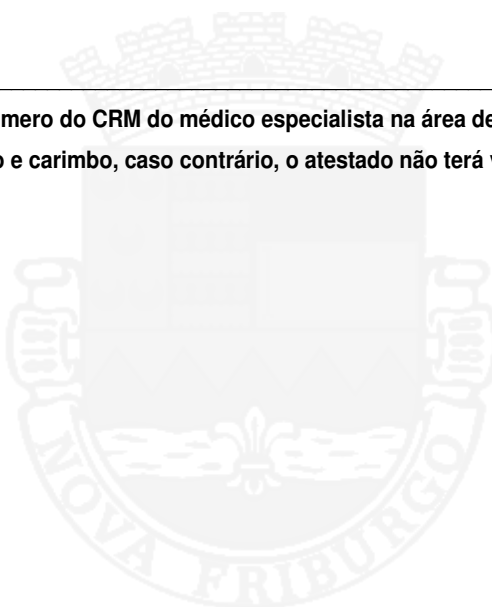 mero do CRM do médico especialista na área de
o e carimbo, caso contrário, o atestado não terá v
NOVA FRIBURGO